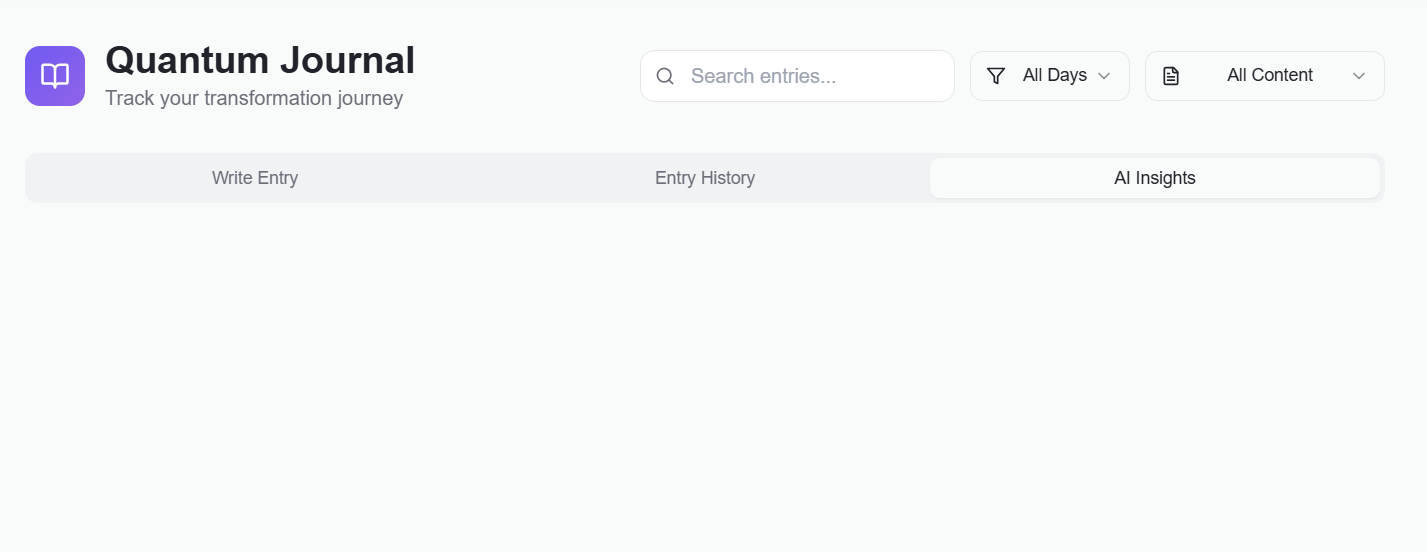 Quantum Journal
Track your transformation journey
Search entries...
All Days
All Content
Write Entry
Entry History
AI Insights